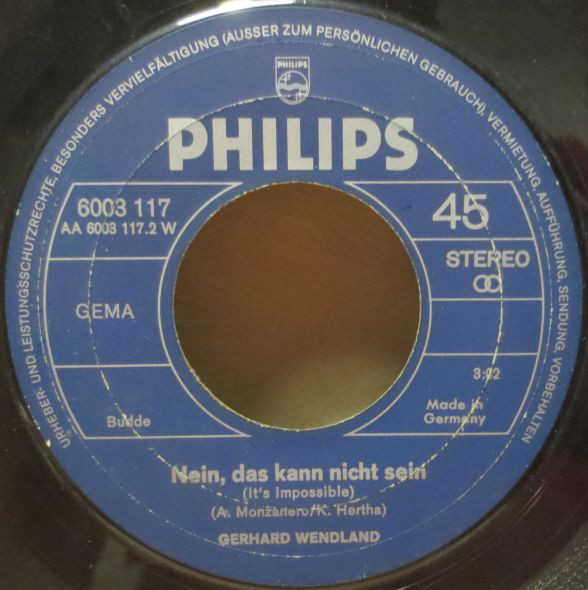 URHEBER- UND LEISTUNGSSCHUTZRECHTE, BESONDERS VERVIELFÄLTIGUNG (AUSSER ZUM PERSÖNLICHEN GEBRAUCH), VERMIETUNG, AUFFÜHRUNG, SENDUNG, VORBEHALTEN
PHILIPS
PHILIPS
6003 117
AA 6003 117.2 W
45
STEREO
GEMA
3:02
Budde
Made in
Germany
Nein, das kann nicht sein
(It's Impossible)
(A. Monzanero/K. Hertha)
GERHARD WENDLAND